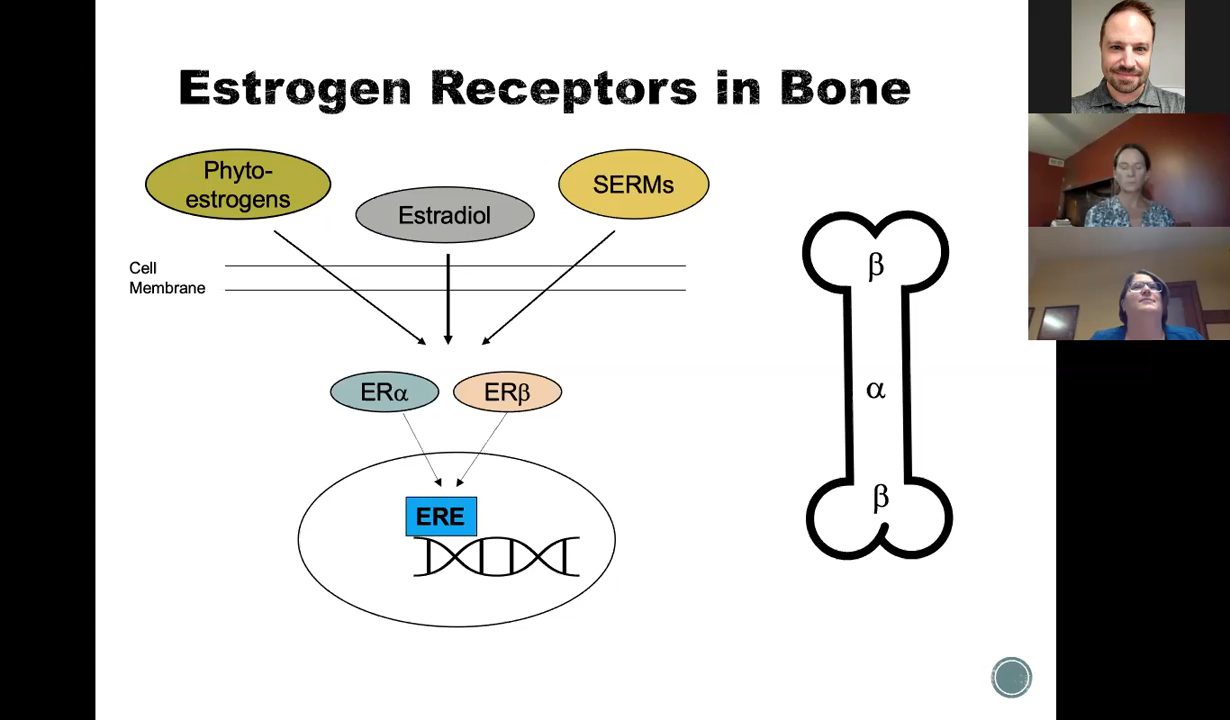 Estrogen Receptors in Bone
Phyto-
estrogens
Estradiol
SERMs
Cell
Membrane
ERα
ERβ
ERE
β
α
β